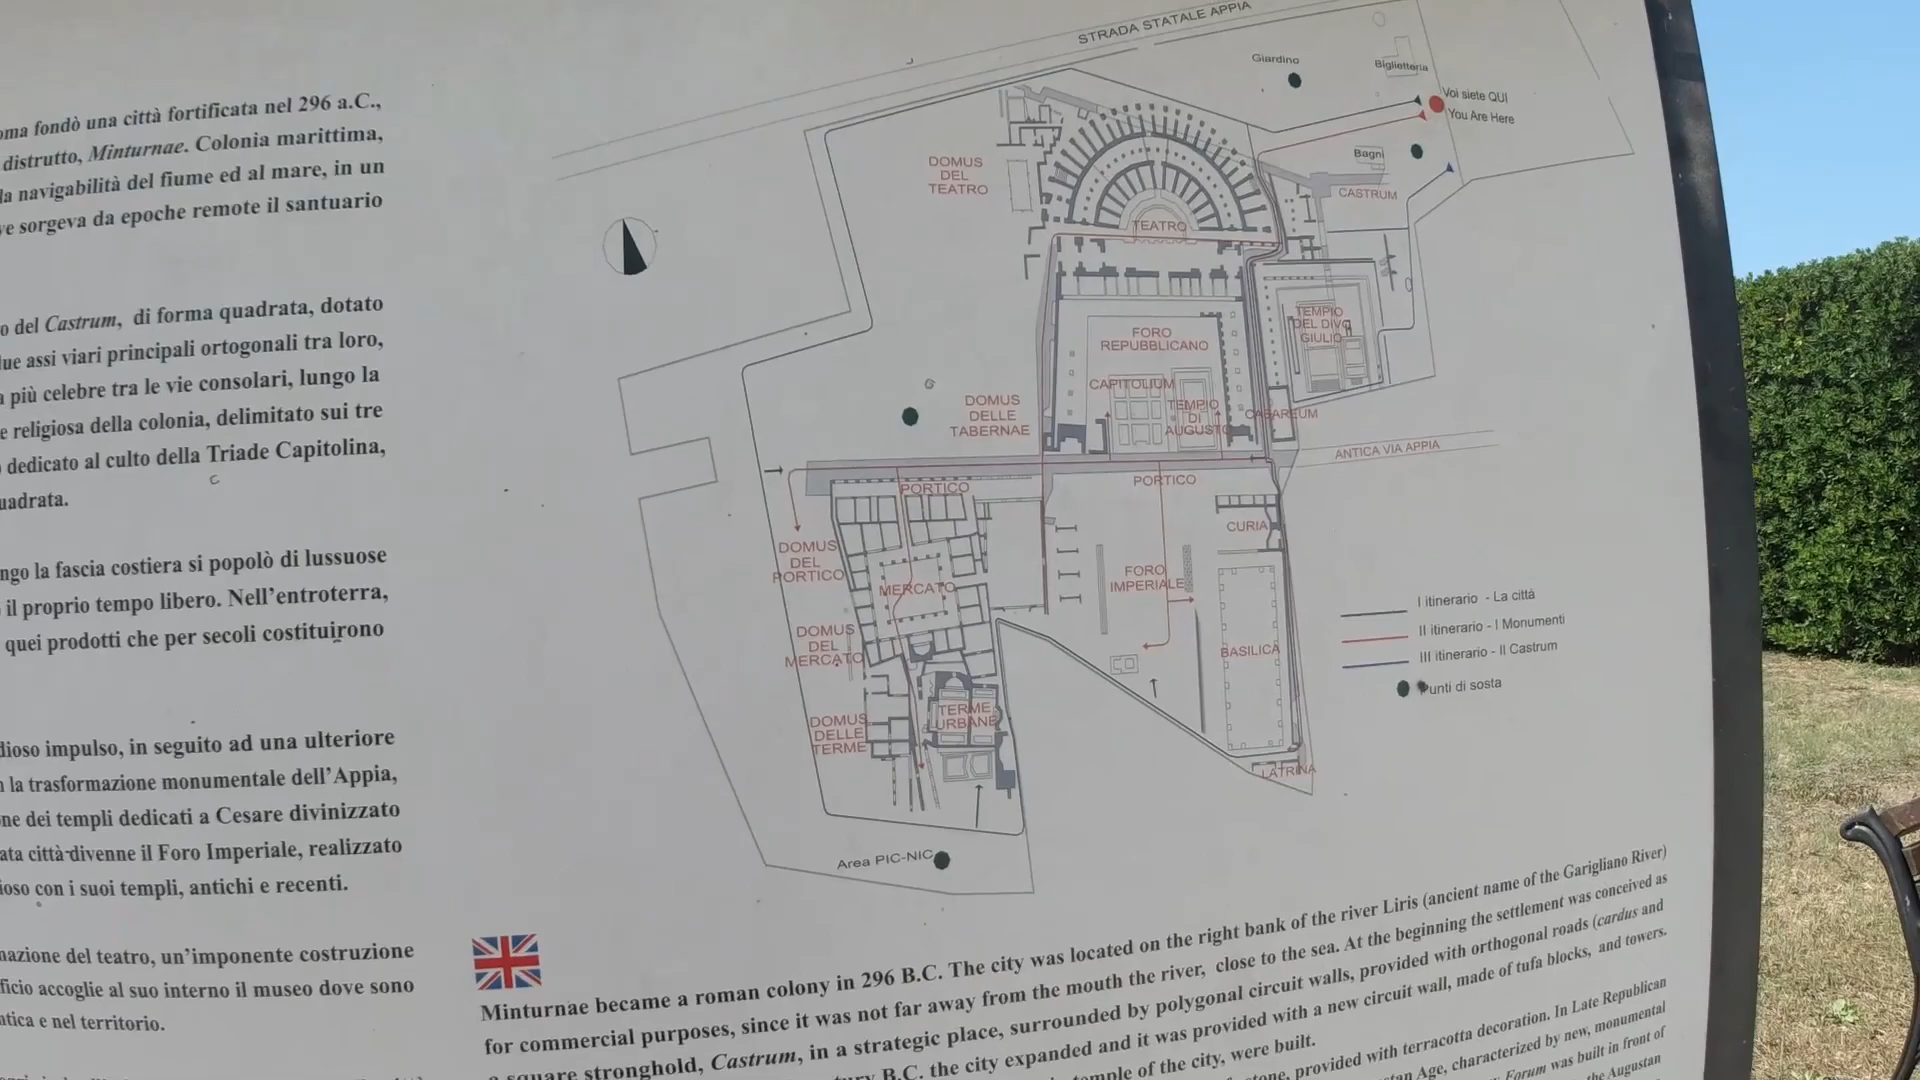 fondò una città fortificata nel 296 a.C.,
distrutto, Minturnae. Colonia marittima,
la navigabilità del fiume ed al mare, in un
sorgeva da epoche remote il santuario
del Castrum, di forma quadrata, dotato
assi viari principali ortogonali tra loro,
più celebre tra le vie consolari, lungo la
e religiosa della colonia, delimitato sui tre
dedicato al culto della Triade Capitolina,
la fascia costiera si popolò di lussuose
il proprio tempo libero. Nell'entroterra,
quei prodotti che per secoli costituirono
impulso, in seguito ad una ulteriore
la trasformazione monumentale dell'Appia,
dei templi dedicati a Cesare divinizzato
città divenne il Foro Imperiale, realizzato
con i suoi templi, antichi e recenti.
del teatro, un'imponente costruzione
accoglie al suo interno il museo dove sono
e nel territorio.
STRADA STATALE APPIA
Giardino
Biglietteria
Voi siete QUI
You Are Here
Bagni
CASTRUM
DOMUS
DEL
TEATRO
TEATRO
TEMPIO
DEL DIVO
GIULIO
FORO
REPUBBLICANO
CAPITOLIUM
TEMPIO
DI
AUGUSTO
CAESAREUM
DOMUS
DELLE
TABERNAE
ANTICA VIA APPIA
PORTICO
PORTICO
CURIA
DOMUS
DEL
PORTICO
MERCATO
FORO
IMPERIALE
DOMUS
DEL
MERCATO
BASILICA
DOMUS
DELLE
TERME
TERME
URBANE
LATRINA
Area PIC-NIC
I itinerario - La città
II itinerario - I Monumenti
III itinerario - Il Castrum
Punti di sosta
Minturnae became a roman colony in 296 B.C. The city was located on the right bank of the river Liris (ancient name of the Garigliano River)
for commercial purposes, since it was not far away from the mouth the river, close to the sea. At the beginning the settlement was conceived as
a square stronghold, Castrum, in a strategic place, surrounded by polygonal circuit walls, provided with orthogonal roads (cardus and
B.C. the city expanded and it was provided with a new circuit wall, made of tufa blocks, and towers.
temple of the city, were built.
provided with terracotta decoration. In Late Republican
Age, characterized by new, monumental
Forum was built in front of
the Augustan